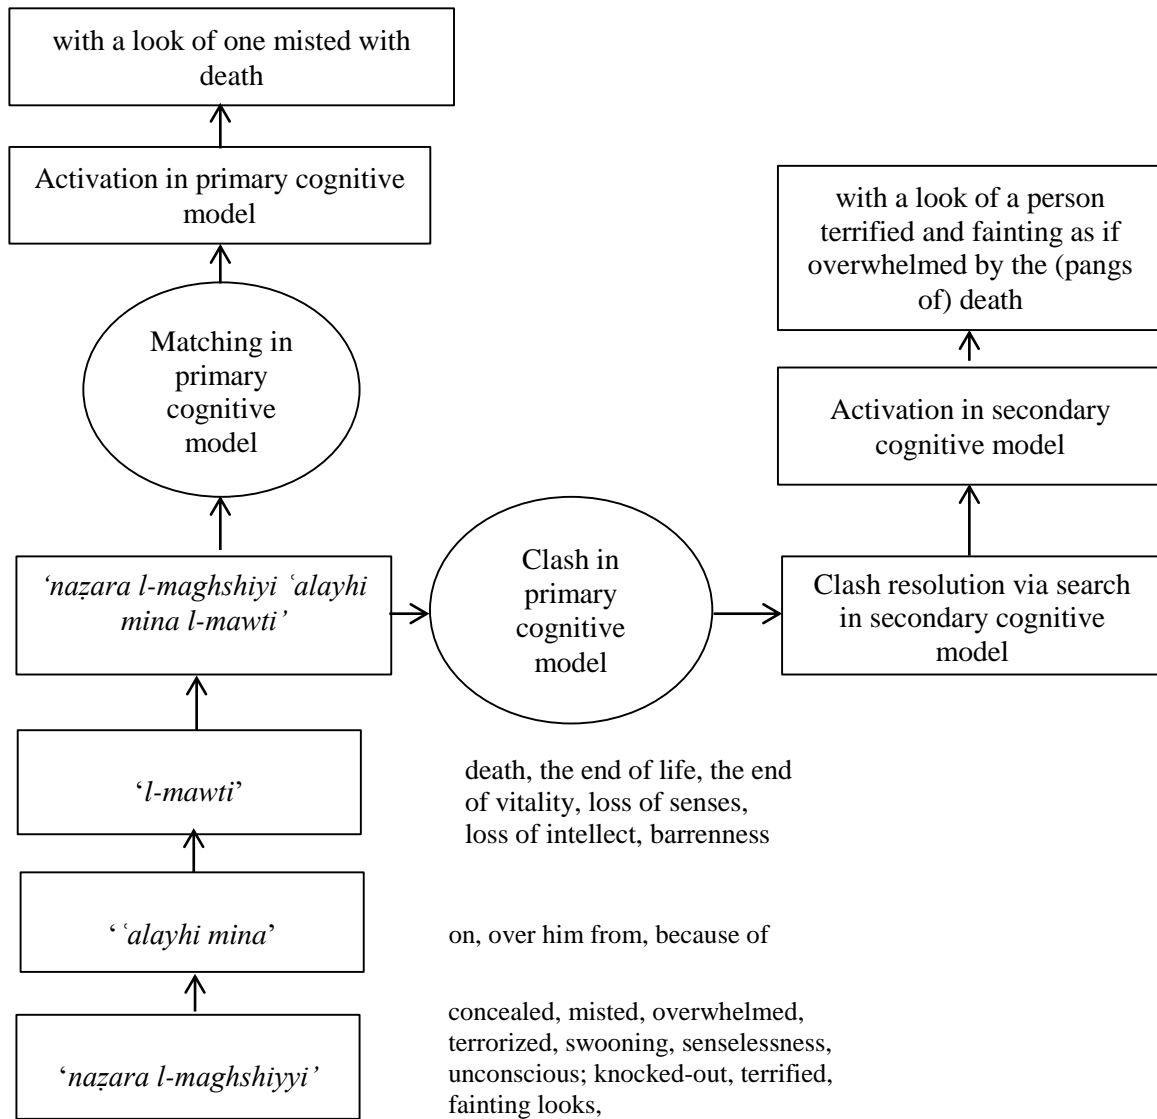 with a look of one misted with
death
Activation in primary cognitive
model
with a look of a person
terrified and fainting as if
overwhelmed by the (pangs
of) death
Matching in
primary
cognitive
model
Activation in secondary
cognitive model
‘naẓara l-maghshiyi ʿalayhi
mina l-mawti’
Clash in
primary
cognitive
model
Clash resolution via search
in secondary cognitive
model
‘l-mawti’
death, the end of life, the end
of vitality, loss of senses,
loss of intellect, barrenness
‘ ʿalayhi mina’
on, over him from, because of
‘naẓara l-maghshiyyi’
concealed, misted, overwhelmed,
terrorized, swooning, senselessness,
unconscious; knocked-out, terrified,
fainting looks,